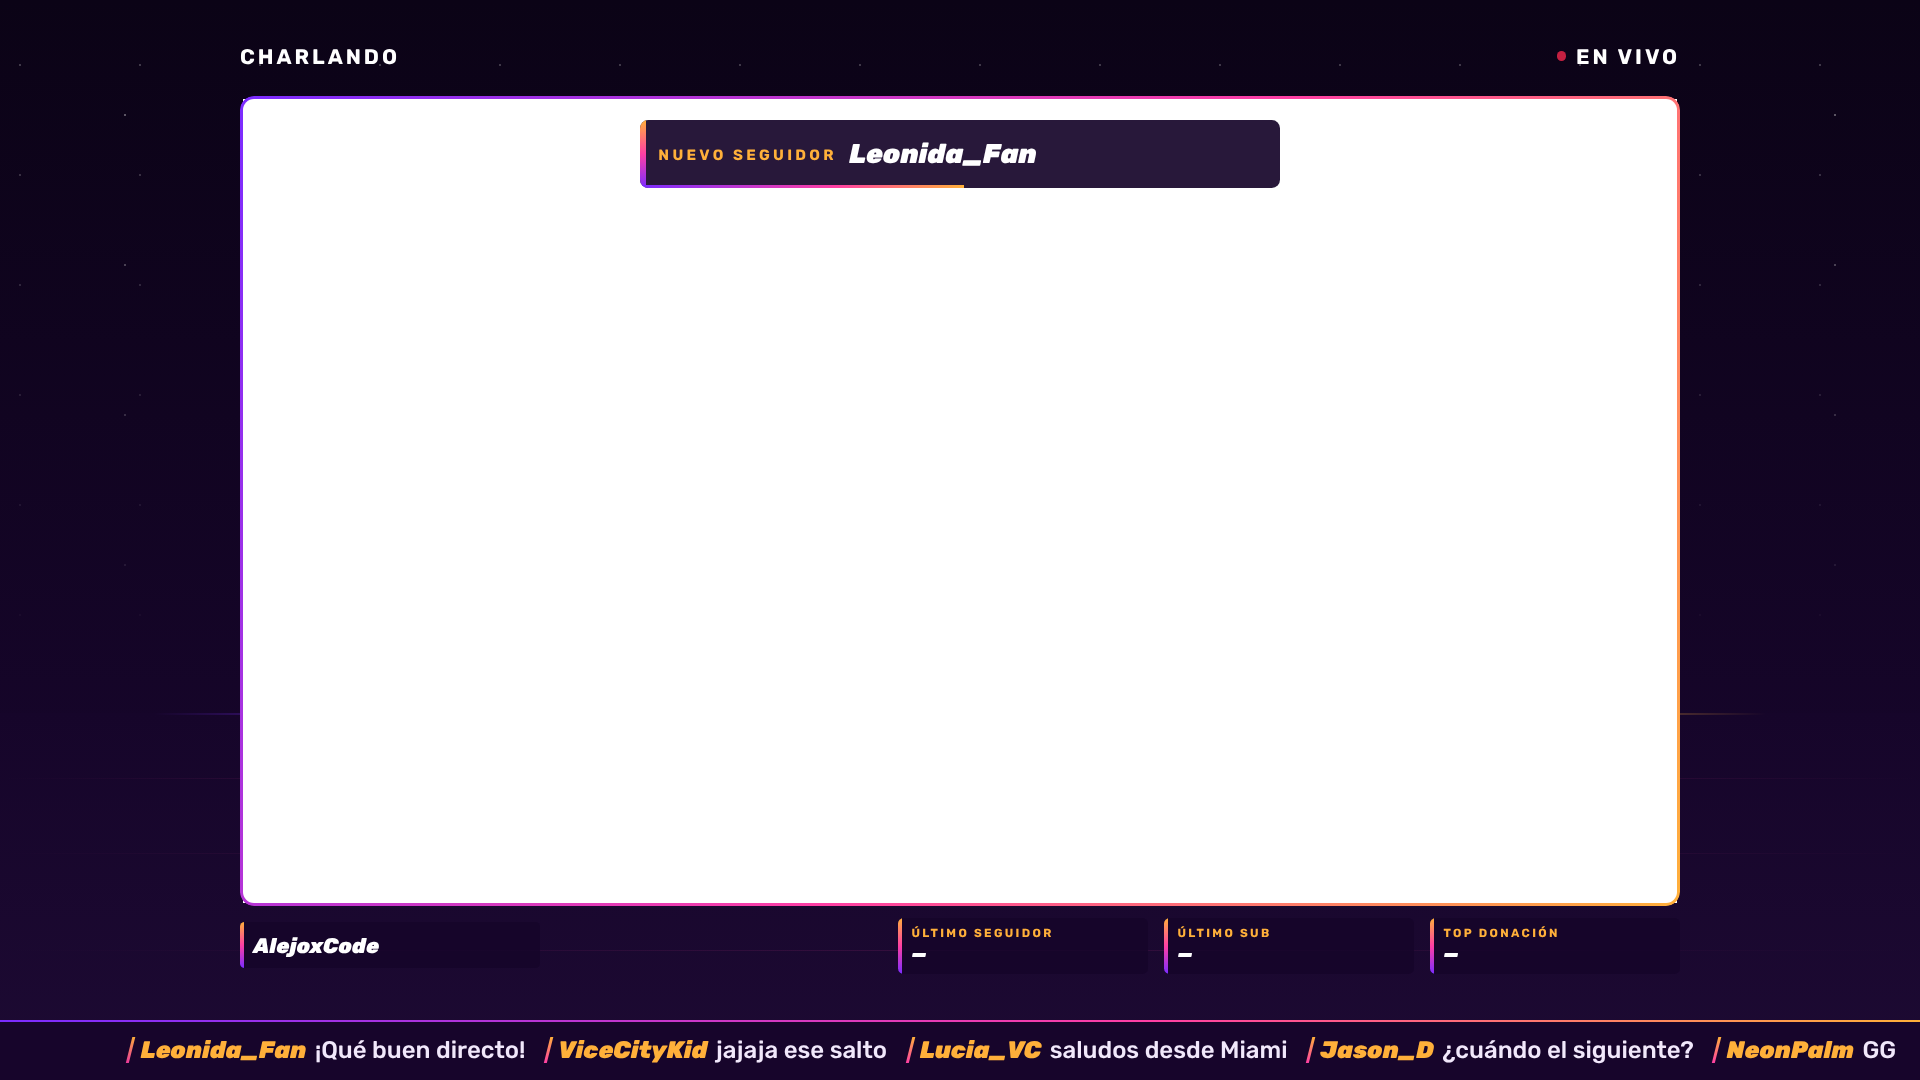 CHARLANDO
EN VIVO
NUEVO SEGUIDOR Leonida_Fan
AlejoxCode
ÚLTIMO SEGUIDOR
–
ÚLTIMO SUB
–
TOP DONACIÓN
–
/ Leonida_Fan ¡Qué buen directo! / ViceCityKid jajaja ese salto / Lucia_VC saludos desde Miami / Jason_D ¿cuándo el siguiente? / NeonPalm GG